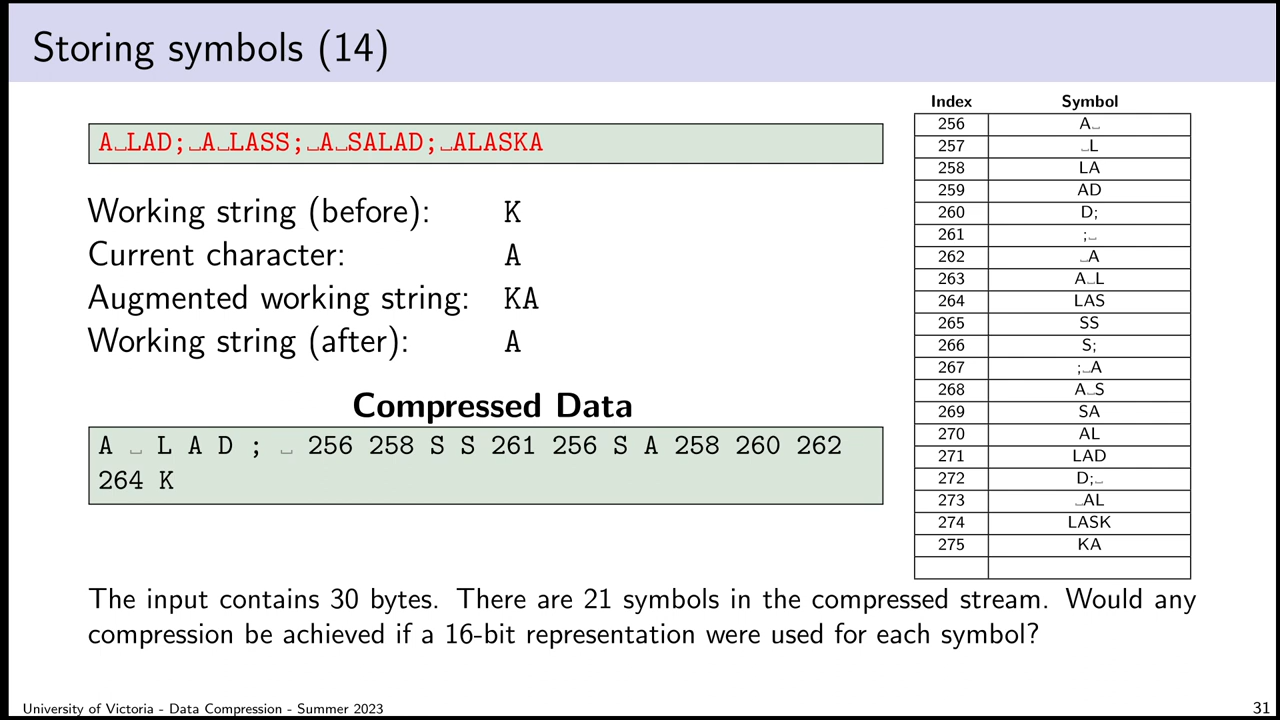 Storing symbols (14)
A␣LAD;␣A␣LASS;␣A␣SALAD;␣ALASKA
Working string (before): K
Current character: A
Augmented working string: KA
Working string (after): A
Compressed Data
A ␣ L A D ; ␣ 256 258 S S 261 256 S A 258 260 262
264 K
Index Symbol
256 A␣
257 ␣L
258 LA
259 AD
260 D;
261 ;␣
262 ␣A
263 A␣L
264 LAS
265 SS
266 S;
267 ;␣A
268 A␣S
269 SA
270 AL
271 LAD
272 D;␣
273 ␣AL
274 LASK
275 KA
The input contains 30 bytes. There are 21 symbols in the compressed stream. Would any
compression be achieved if a 16-bit representation were used for each symbol?
University of Victoria - Data Compression - Summer 2023
31